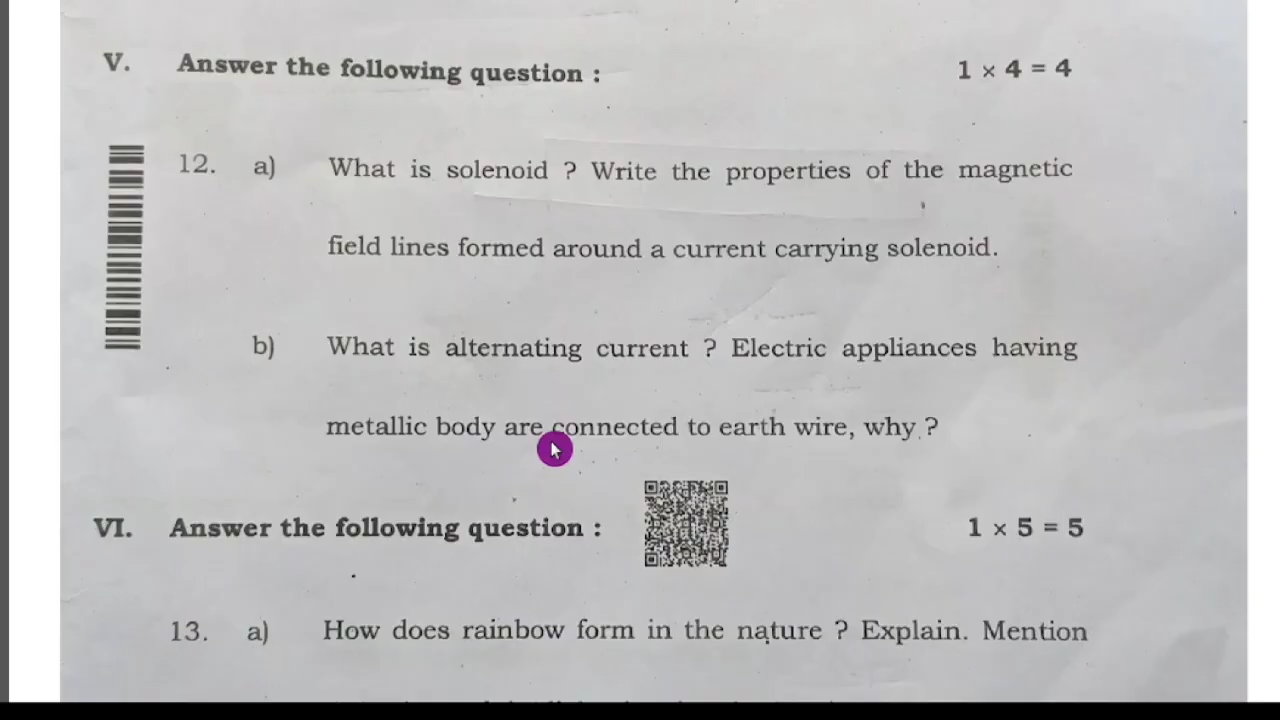 V. Answer the following question : 1 × 4 = 4
12. a) What is solenoid ? Write the properties of the magnetic
field lines formed around a current carrying solenoid.
b) What is alternating current ? Electric appliances having
metallic body are connected to earth wire, why ?
VI. Answer the following question : 1 × 5 = 5
13. a) How does rainbow form in the nature ? Explain. Mention